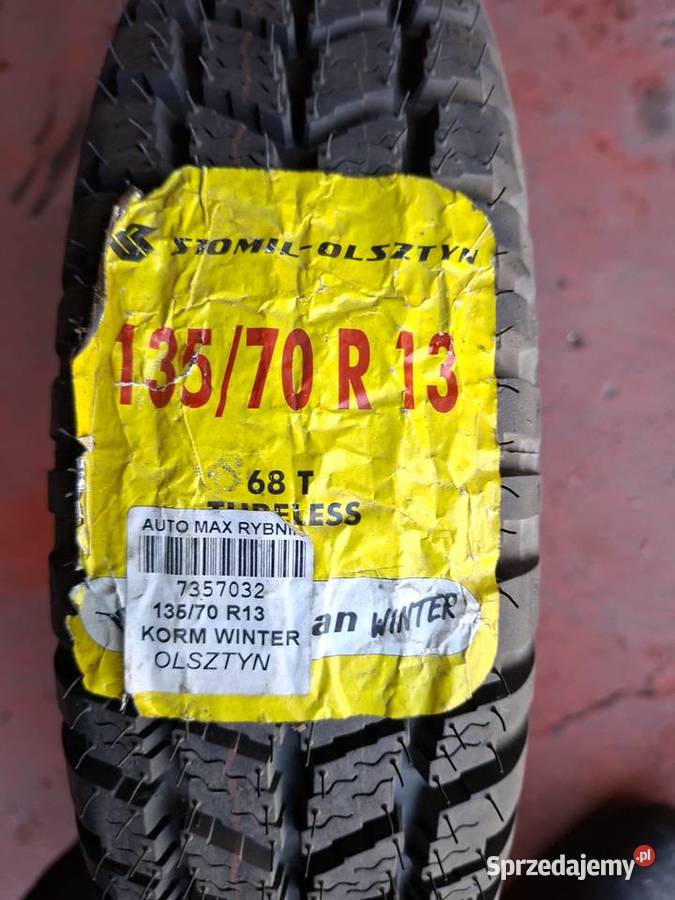 STOMIL-OLSZTYN
135/70 R 13
68 T
TUBELESS
AUTO MAX RYBNI
7357032
135/70 R13
KORM WINTER
OLSZTYN
an WINTER
Sprzedajemy.pl